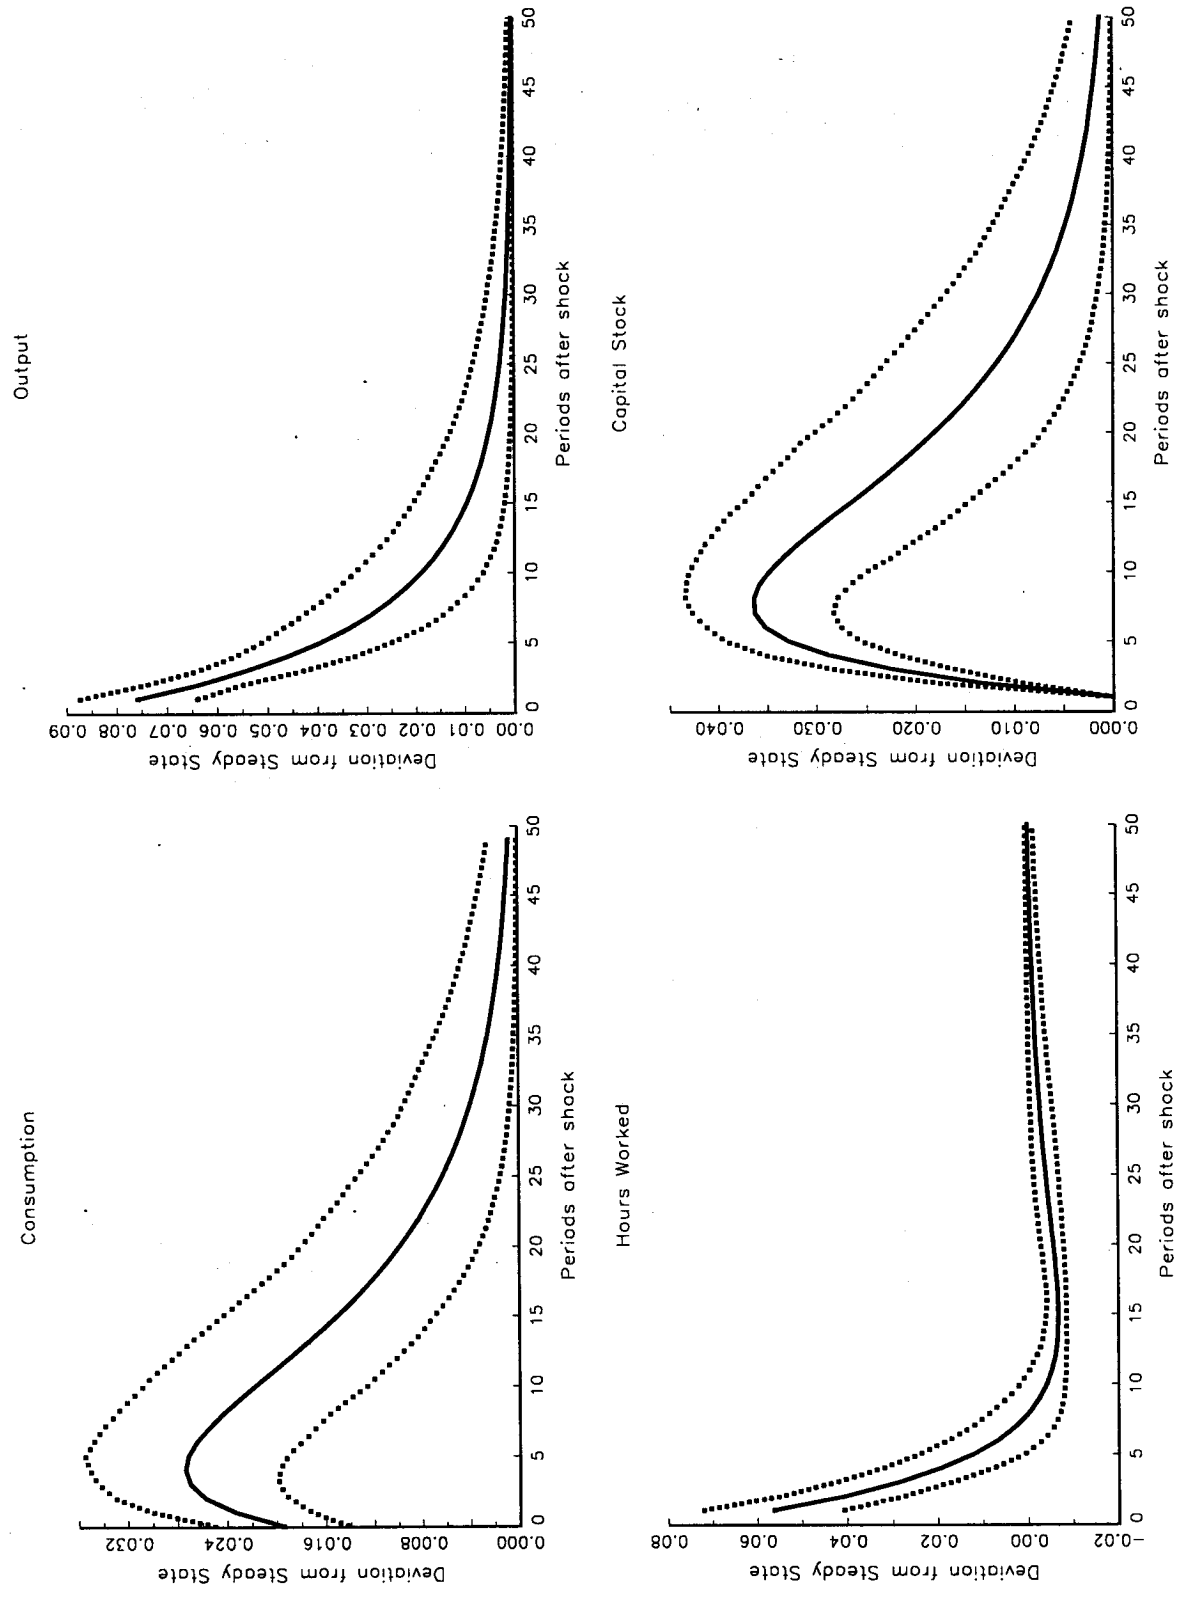 Consumption
Deviation from Steady State
0.032
0.024
0.016
0.008
0.000
0 5 10 15 20 25 30 35 40 45 50
Periods after shock
Output
Deviation from Steady State
0.09
0.08
0.07
0.06
0.05
0.04
0.03
0.02
0.01
0.000
0 5 10 15 20 25 30 35 40 45 50
Periods after shock
Hours Worked
Deviation from Steady State
0.08
0.06
0.04
0.02
0.00
−0.02
0 5 10 15 20 25 30 35 40 45 50
Periods after shock
Capital Stock
Deviation from Steady State
0.040
0.030
0.020
0.010
0.000
0 5 10 15 20 25 30 35 40 45 50
Periods after shock